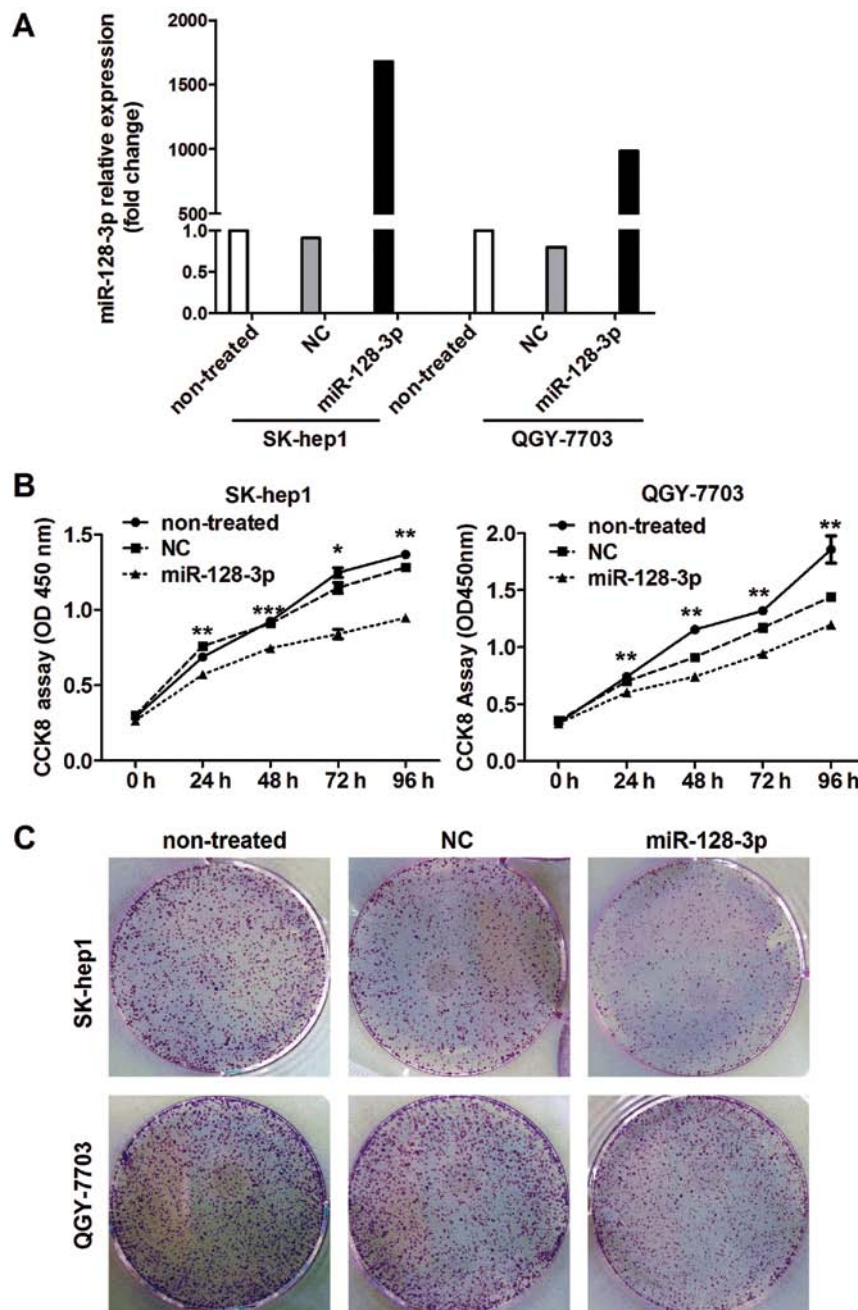 A
miR-128-3p relative expression
(fold change)
2000
1500
1000
500
1.0
0.5
0.0
non-treated
NC
miR-128-3p
non-treated
NC
miR-128-3p
SK-hep1
QGY-7703
B
SK-hep1
non-treated
NC
miR-128-3p
CCK8 assay (OD 450 nm)
1.5
1.0
0.5
0.0
**
***
*
**
0 h 24 h 48 h 72 h 96 h
QGY-7703
non-treated
NC
miR-128-3p
CCK8 Assay (OD450nm)
2.0
1.5
1.0
0.5
0.0
**
**
**
**
0 h 24 h 48 h 72 h 96 h
C
non-treated NC miR-128-3p
SK-hep1
QGY-7703